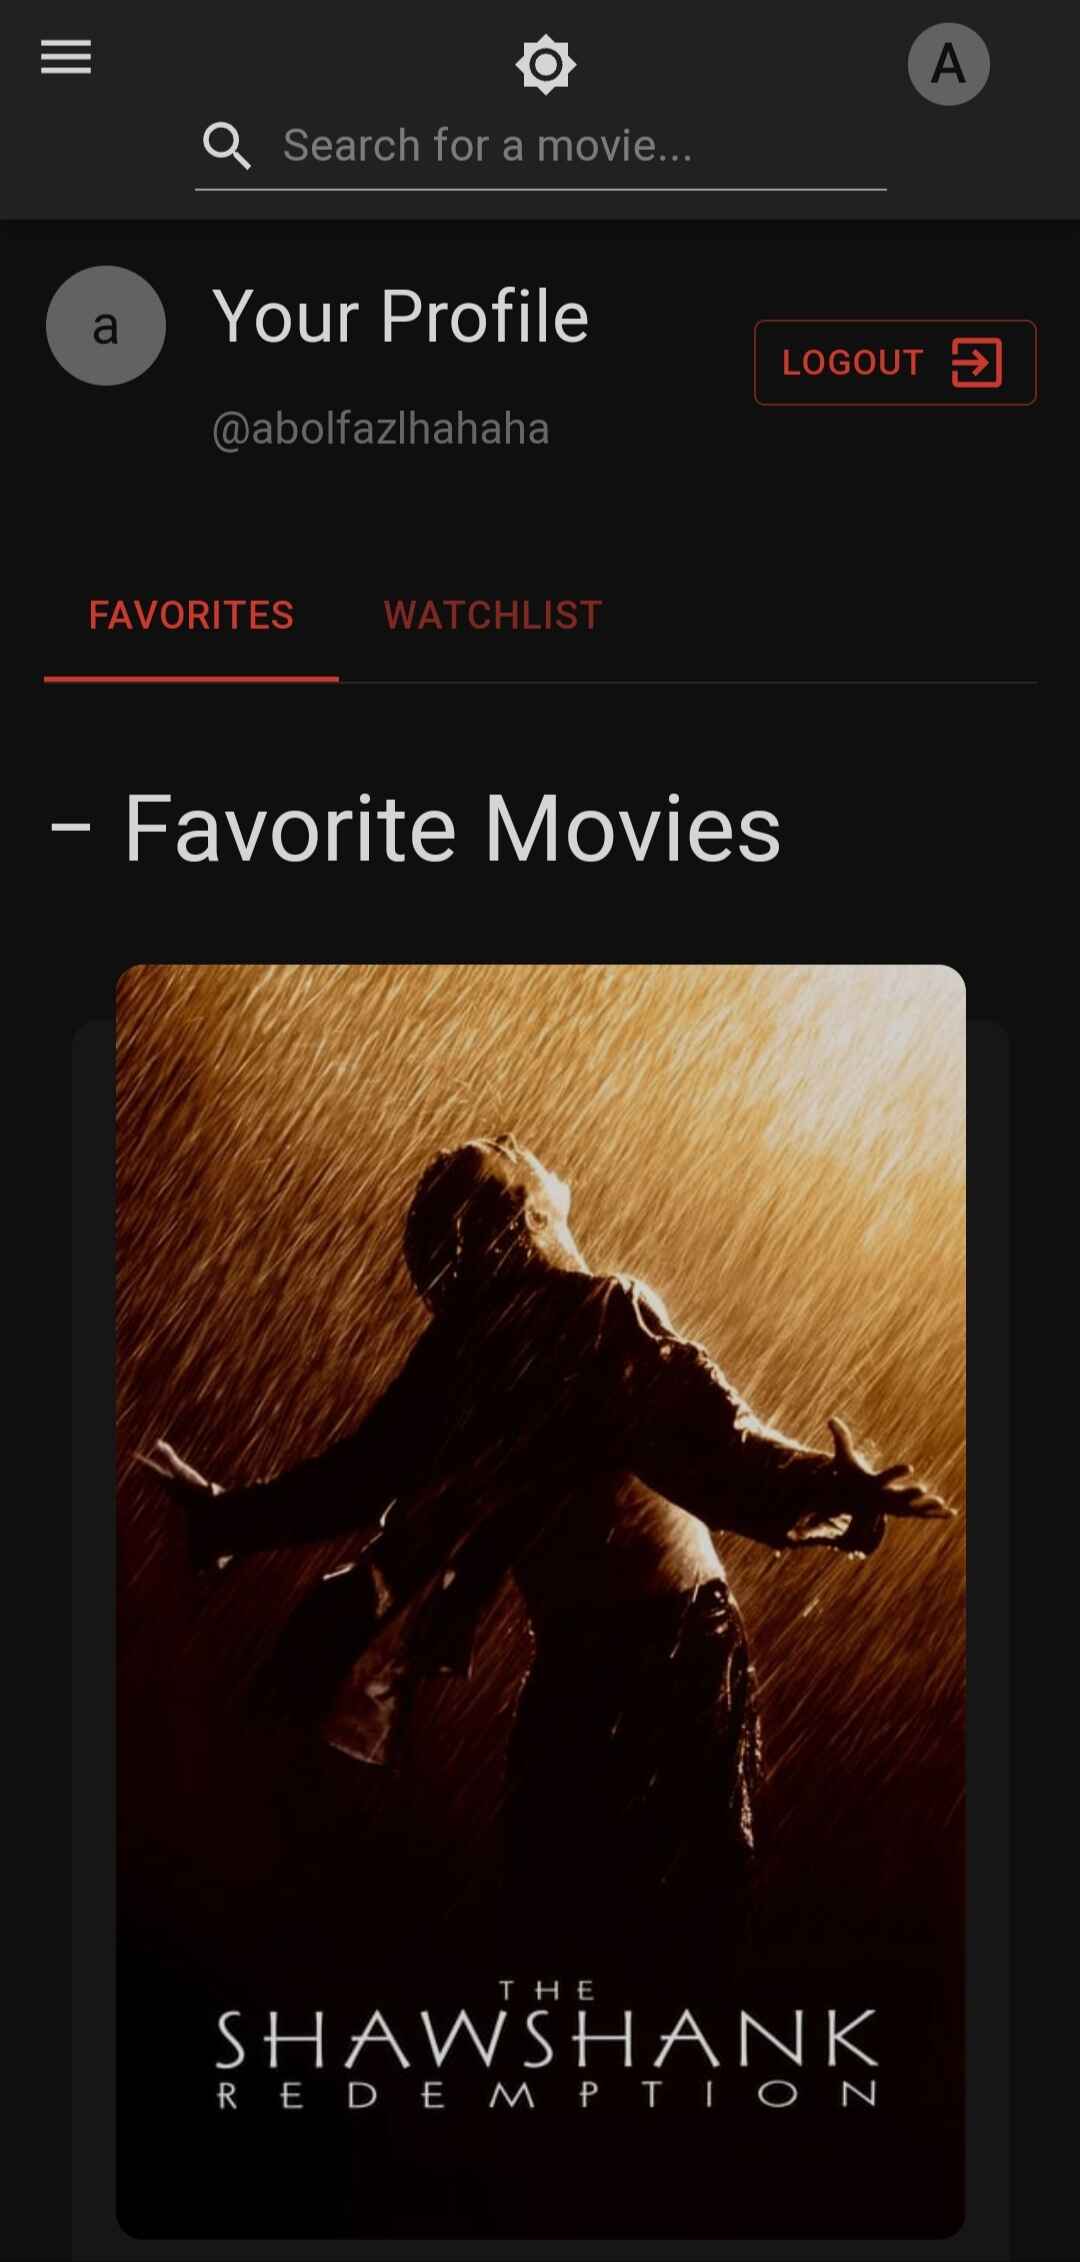 A
Search for a movie...
a
Your Profile
LOGOUT
@abolfazlhahaha
FAVORITES WATCHLIST
– Favorite Movies
THE
SHAWSHANK
REDEMPTION